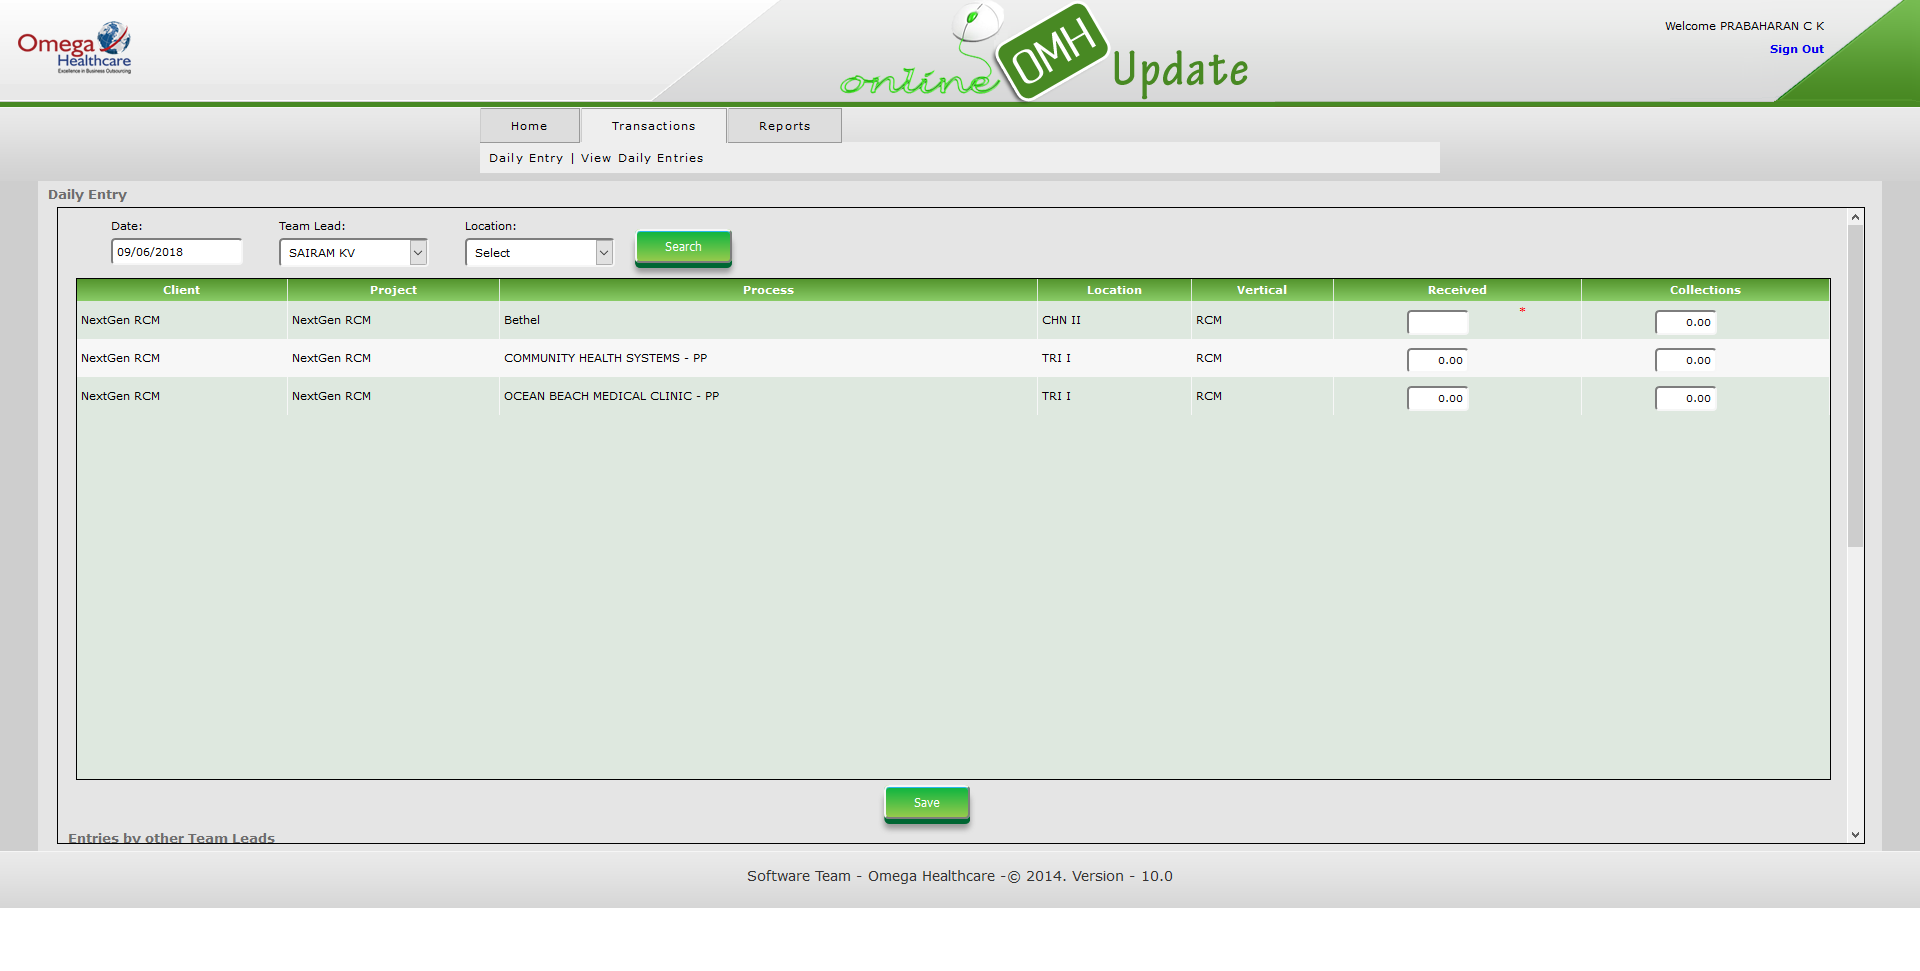 Omega
Healthcare
Excellence in Business Outsourcing
online OMH Update
Welcome PRABAHARAN C K
Sign Out
Home Transactions Reports
Daily Entry | View Daily Entries
Daily Entry
Date: Team Lead: Location:
09/06/2018 SAIRAM KV Select Search
Client Project Process Location Vertical Received Collections
NextGen RCM NextGen RCM Bethel CHN II RCM * 0.00
NextGen RCM NextGen RCM COMMUNITY HEALTH SYSTEMS - PP TRI I RCM 0.00 0.00
NextGen RCM NextGen RCM OCEAN BEACH MEDICAL CLINIC - PP TRI I RCM 0.00 0.00
Save
Entries by other Team Leads
Software Team - Omega Healthcare -© 2014. Version - 10.0